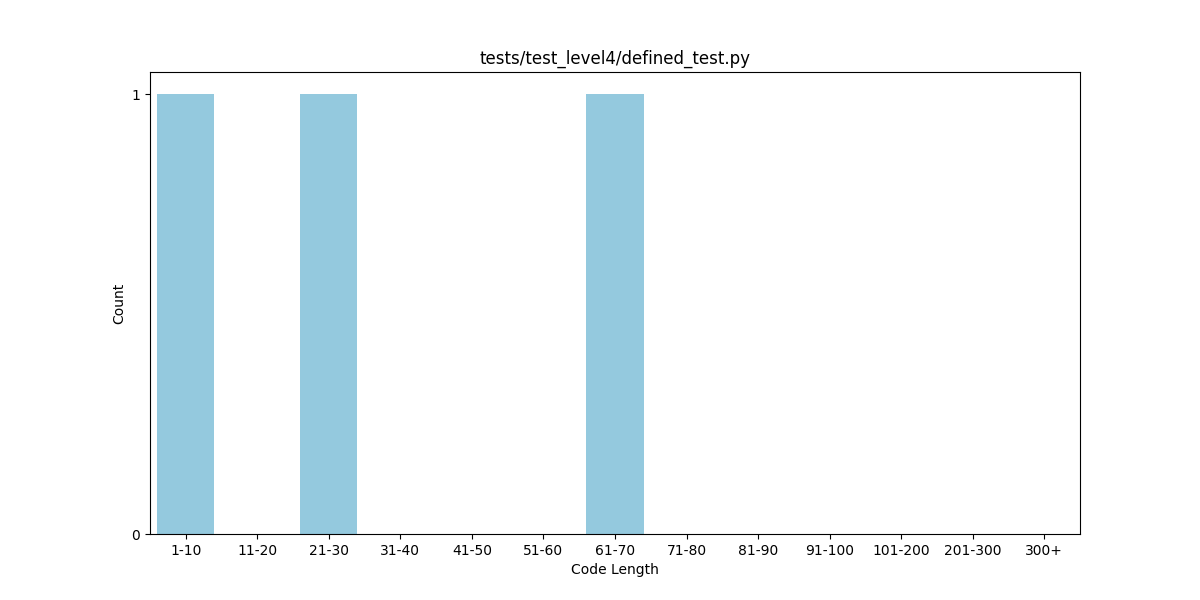 tests/test_level4/defined_test.py
1
Count
0
1-10 11-20 21-30 31-40 41-50 51-60 61-70 71-80 81-90 91-100 101-200 201-300 300+
Code Length